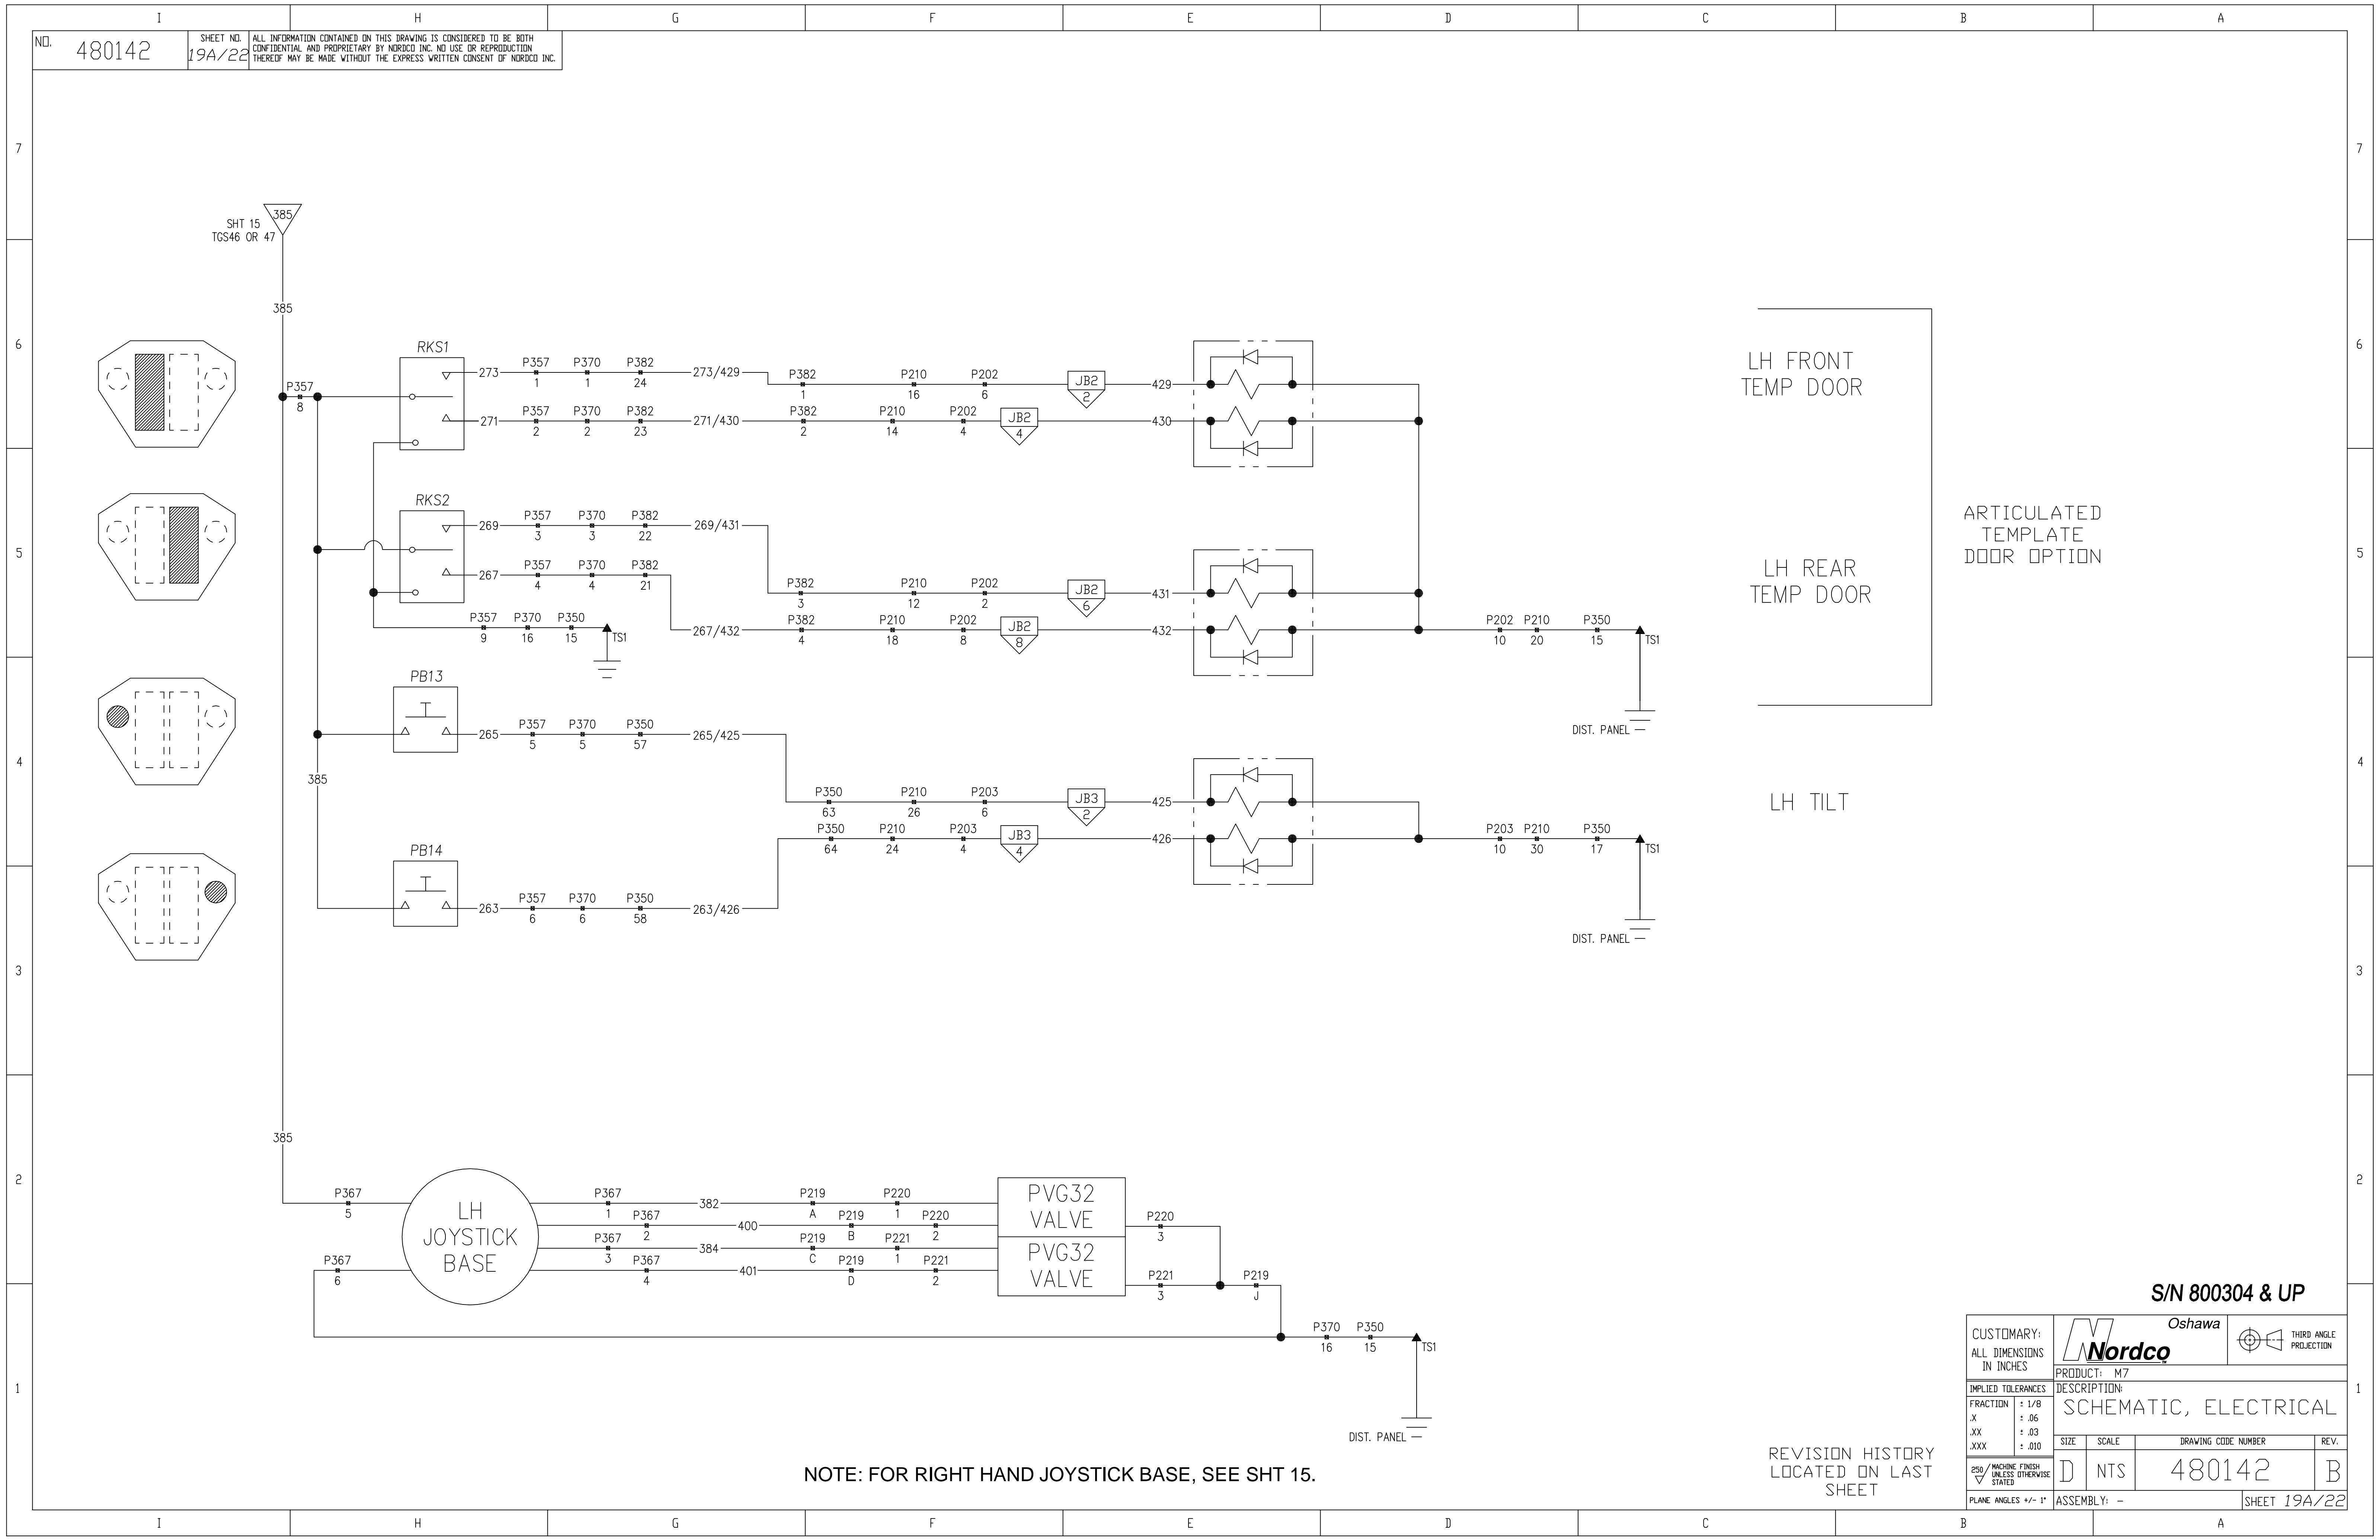 I H G F E D C B A
NO. 480142
SHEET NO. 19A/22
ALL INFORMATION CONTAINED ON THIS DRAWING IS CONSIDERED TO BE BOTH
CONFIDENTIAL AND PROPRIETARY BY NORDCO INC. NO USE OR REPRODUCTION
THEREOF MAY BE MADE WITHOUT THE EXPRESS WRITTEN CONSENT OF NORDCO INC.
7 7
385
SHT 15
TGS46 OR 47
385
6 6
P357
8
RKS1
273 P357 P370 P382 273/429 P382 P210 P202 JB2 429
1 1 24 1 16 6 2
271 P357 P370 P382 271/430 P382 P210 P202 JB2 430
2 2 23 2 14 4 4
LH FRONT
TEMP DOOR
RKS2
269 P357 P370 P382 269/431
3 3 22
267 P357 P370 P382
4 4 21
5 5
ARTICULATED
TEMPLATE
DOOR OPTION
P382 P210 P202 JB2 431
3 12 2 6
LH REAR
TEMP DOOR
P357 P370 P350 TS1
9 16 15
267/432 P382 P210 P202 JB2 432
4 18 8 8
P202 P210 P350 TS1
10 20 15
DIST. PANEL
PB13
265 P357 P370 P350 265/425
5 5 57
4 4
385
P350 P210 P203 JB3 425
63 26 6 2
LH TILT
P350 P210 P203 JB3 426
64 24 4 4
P203 P210 P350 TS1
10 30 17
DIST. PANEL
PB14
263 P357 P370 P350 263/426
6 6 58
3 3
385
2 2
P367
5
LH
JOYSTICK
BASE
P367
6
P367 382 P219 P220
1 A 1
P367 400 P219 P220
2 B 2
P367 384 P219 P221
3 C 1
P367 401 P219 P221
4 D 2
PVG32
VALVE
PVG32
VALVE
P220
3
P221
3
P219
J
P370 P350 TS1
16 15
DIST. PANEL
1 1
NOTE: FOR RIGHT HAND JOYSTICK BASE, SEE SHT 15.
REVISION HISTORY
LOCATED ON LAST
SHEET
S/N 800304 & UP
CUSTOMARY:
ALL DIMENSIONS
IN INCHES
Oshawa
Nordco
THIRD ANGLE
PROJECTION
PRODUCT: M7
IMPLIED TOLERANCES
FRACTION ± 1/8
.X ± .06
.XX ± .03
.XXX ± .010
DESCRIPTION:
SCHEMATIC, ELECTRICAL
SIZE SCALE DRAWING CODE NUMBER REV.
D NTS 480142 B
250 MACHINE FINISH
UNLESS OTHERWISE
STATED
PLANE ANGLES +/- 1°
ASSEMBLY: -
SHEET 19A/22
I H G F E D C B A